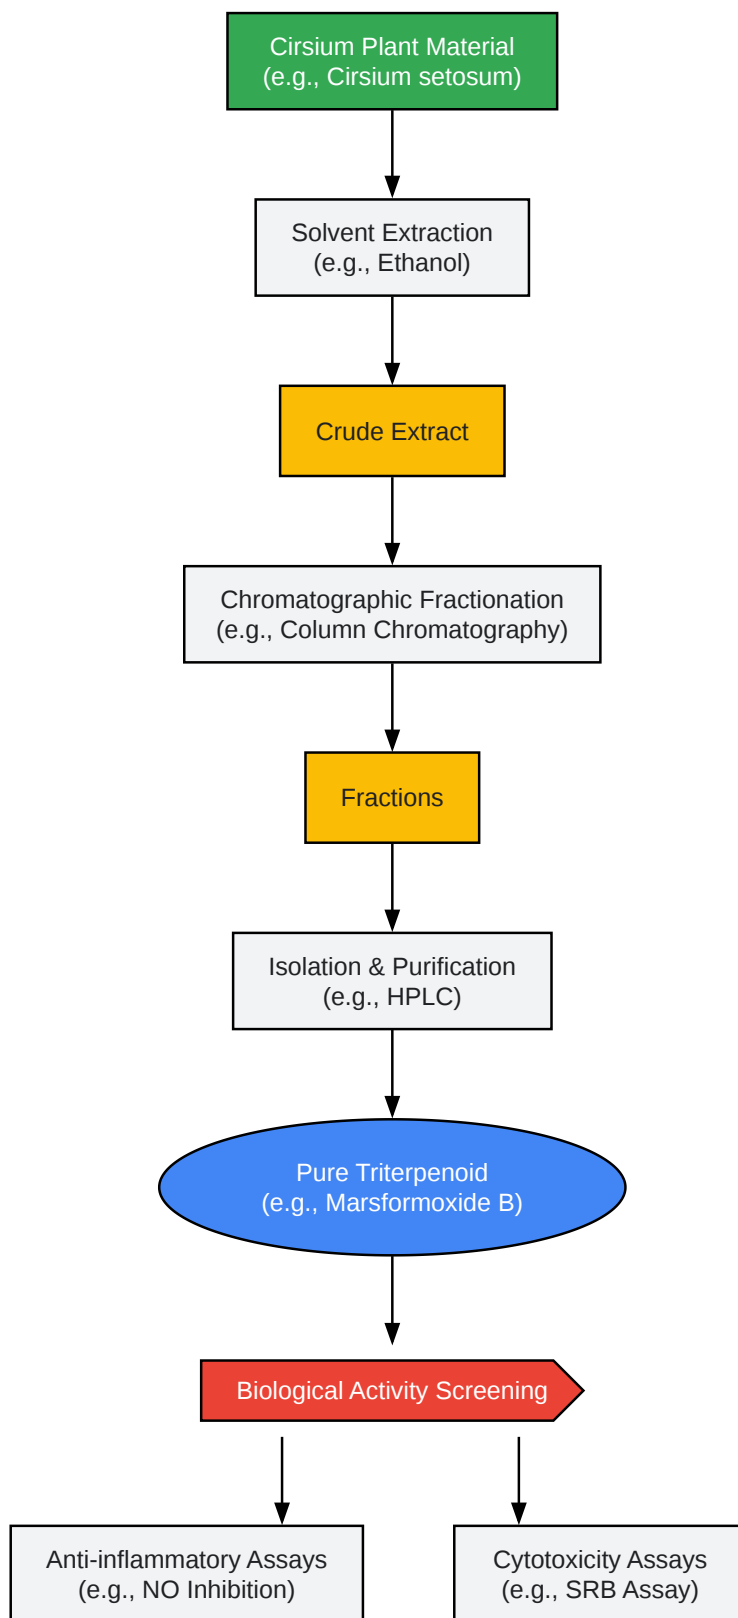 Cirsium Plant Material
(e.g., Cirsium setosum)
Solvent Extraction
(e.g., Ethanol)
Crude Extract
Chromatographic Fractionation
(e.g., Column Chromatography)
Fractions
Isolation & Purification
(e.g., HPLC)
Pure Triterpenoid
(e.g., Marsformoxide B)
Biological Activity Screening
Anti-inflammatory Assays
(e.g., NO Inhibition)
Cytotoxicity Assays
(e.g., SRB Assay)